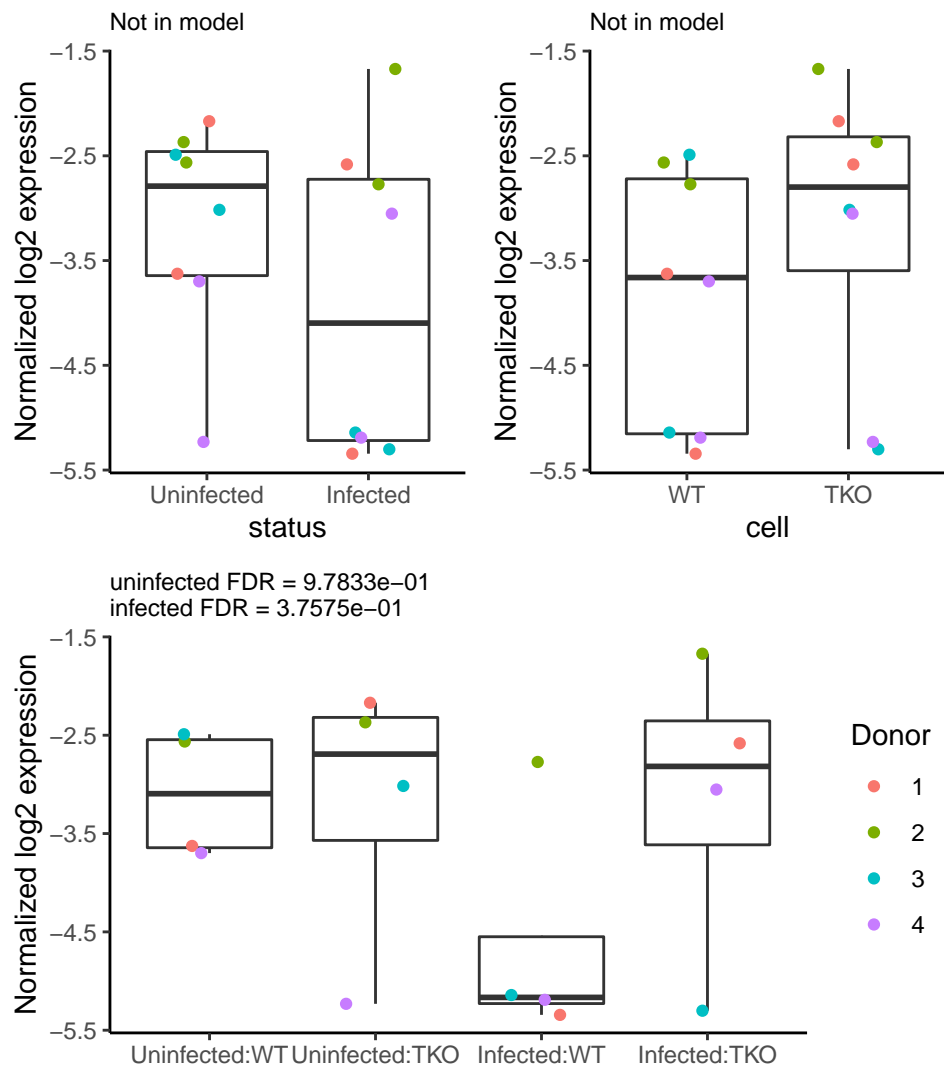 Not in model
Normalized log2 expression
−1.5
−2.5
−3.5
−4.5
−5.5
Uninfected Infected
status
Not in model
Normalized log2 expression
−1.5
−2.5
−3.5
−4.5
−5.5
WT TKO
cell
uninfected FDR = 9.7833e−01
infected FDR = 3.7575e−01
Normalized log2 expression
−1.5
−2.5
−3.5
−4.5
−5.5
Uninfected:WT Uninfected:TKO Infected:WT Infected:TKO
Donor
1
2
3
4